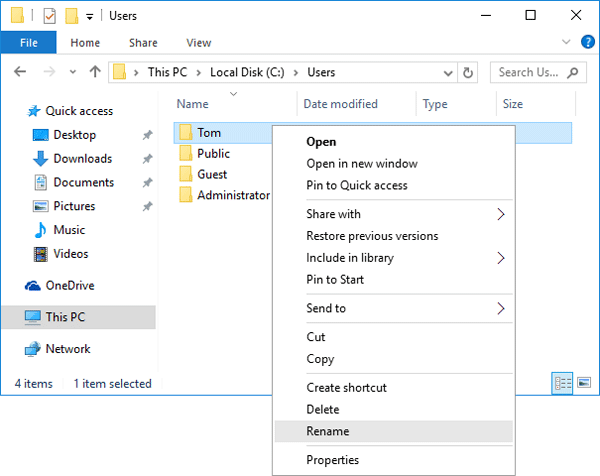 Users
File Home Share View
This PC Local Disk (C:) Users Search Us...
Name Date modified Type Size
Quick access
Desktop
Downloads
Documents
Pictures
Music
Videos
OneDrive
This PC
Network
Tom
Public
Guest
Administrator
Open
Open in new window
Pin to Quick access
Share with
Restore previous versions
Include in library
Pin to Start
Send to
Cut
Copy
Create shortcut
Delete
Rename
Properties
4 items 1 item selected